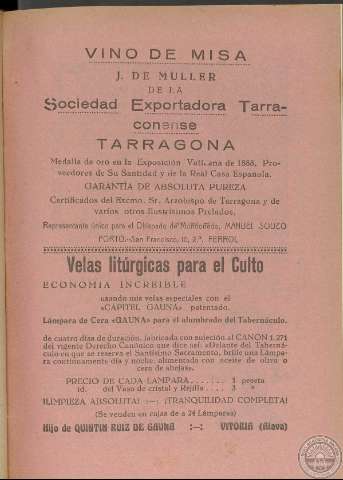 VINO DE MISA
J. DE MULLER
DE LA
Sociedad Exportadora Tarra-
conense
TARRAGONA
Medalla de oro en la Exposición Vaticana de 1888, Pro-
veedores de Su Santidad y de la Real Casa Española.
GARANTÍA DE ABSOLUTA PUREZA
Certificados del Excmo. Sr. Arzobispo de Tarragona y de
varios otros Ilustrísimos Prelados.
Representante único para el Obispado de Mondoñedo, MANUEL SOUZO
PORTO.-San Francisco, 12, 2.º FERROL
Velas litúrgicas para el Culto
ECONOMIA INCREIBLE
usando mis velas especiales con el
«CAPITEL GAUNA» patentado.
Lámpara de Cera «GAUNA» para el alumbrado del Tabernáculo.
de cuatro días de duración, fabricada con sujeción al CANON 1.271
del vigente Derecho Canónico que dice así: «Delante del Taberná-
culo en que se reserva el Santísimo Sacramento, brille una Lámpa-
ra continuamente día y noche, alimentada con aceite de olivo o
cera de abejas».
PRECIO DE CADA LAMPARA...... 1 peseta
id. del Vaso de cristal y Rejilla.... 3 »
¡LIMPIEZA ABSOLUTA! :—: ¡TRANQUILIDAD COMPLETA!
(Se venden en cajas de a 24 Lámparas)
Hijo de QUINTIN RUIZ DE GAUNA :—: VITORIA (Alava)